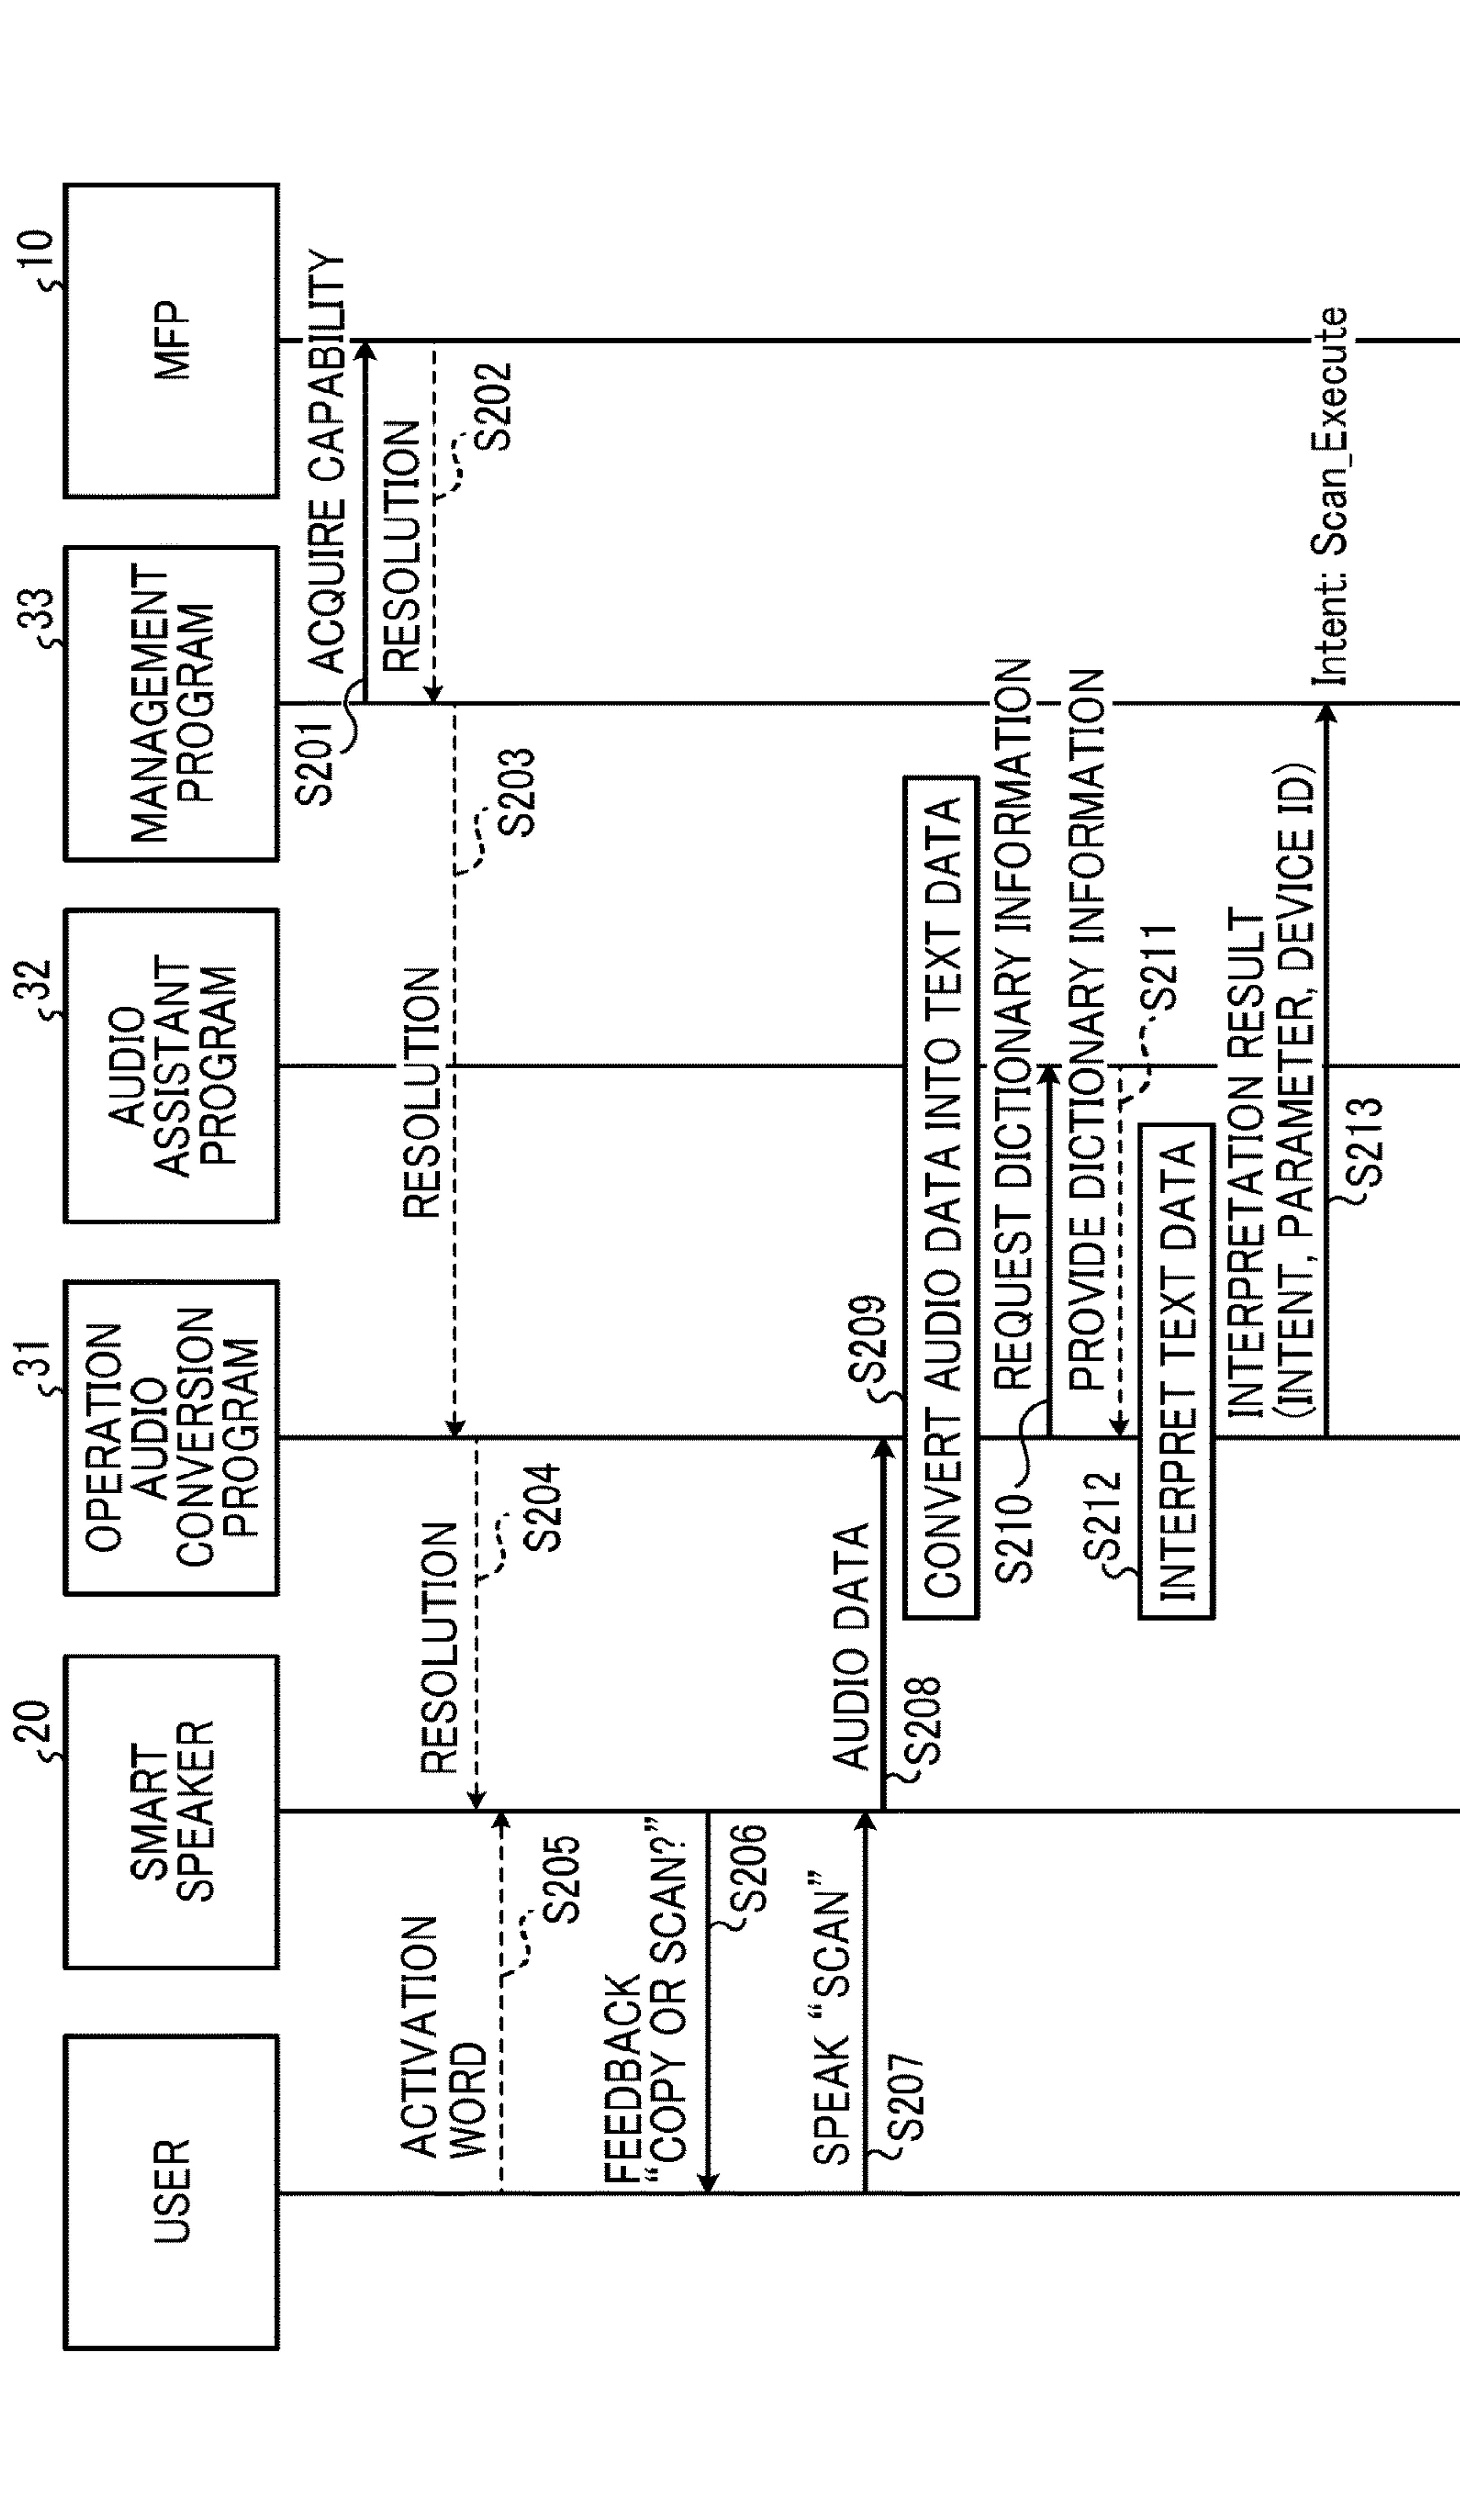 USER
20
SMART
SPEAKER
31
OPERATION
AUDIO
CONVERSION
PROGRAM
32
AUDIO
ASSISTANT
PROGRAM
33
MANAGEMENT
PROGRAM
10
MFP
S201
ACQUIRE CAPABILITY
RESOLUTION
S202
RESOLUTION
S203
RESOLUTION
S204
ACTIVATION
WORD
S205
FEEDBACK
“COPY OR SCAN?”
S206
SPEAK “SCAN”
S207
AUDIO DATA
S208
S209
CONVERT AUDIO DATA INTO TEXT DATA
S210
REQUEST DICTIONARY INFORMATION
PROVIDE DICTIONARY INFORMATION
S211
S212
INTERPRET TEXT DATA
INTERPRETATION RESULT
(INTENT, PARAMETER, DEVICE ID)
S213
Intent: Scan_Execute